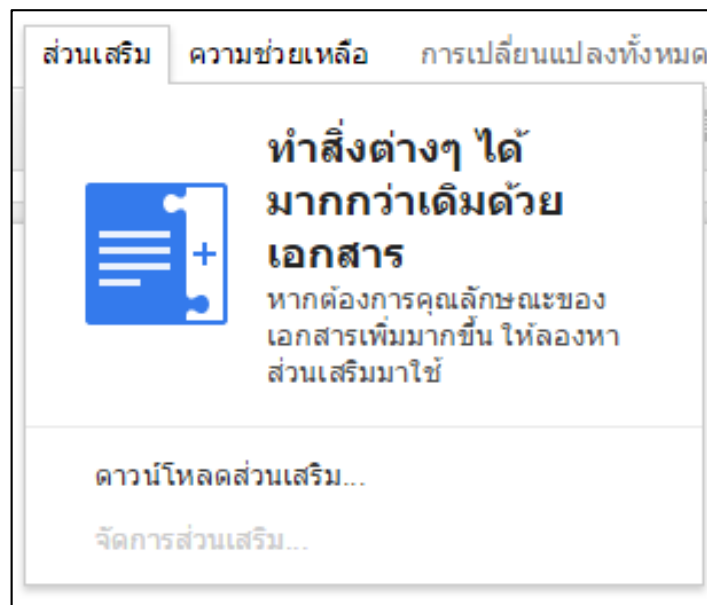 ส่วนเสริม ความช่วยเหลือ การเปลี่ยนแปลงทั้งหมด
ทำสิ่งต่างๆ ได้
มากกว่าเดิมด้วย
เอกสาร
หากต้องการคุณลักษณะของ
เอกสารเพิ่มมากขึ้น ให้ลองหา
ส่วนเสริมมาใช้
ดาวน์โหลดส่วนเสริม...
จัดการส่วนเสริม...